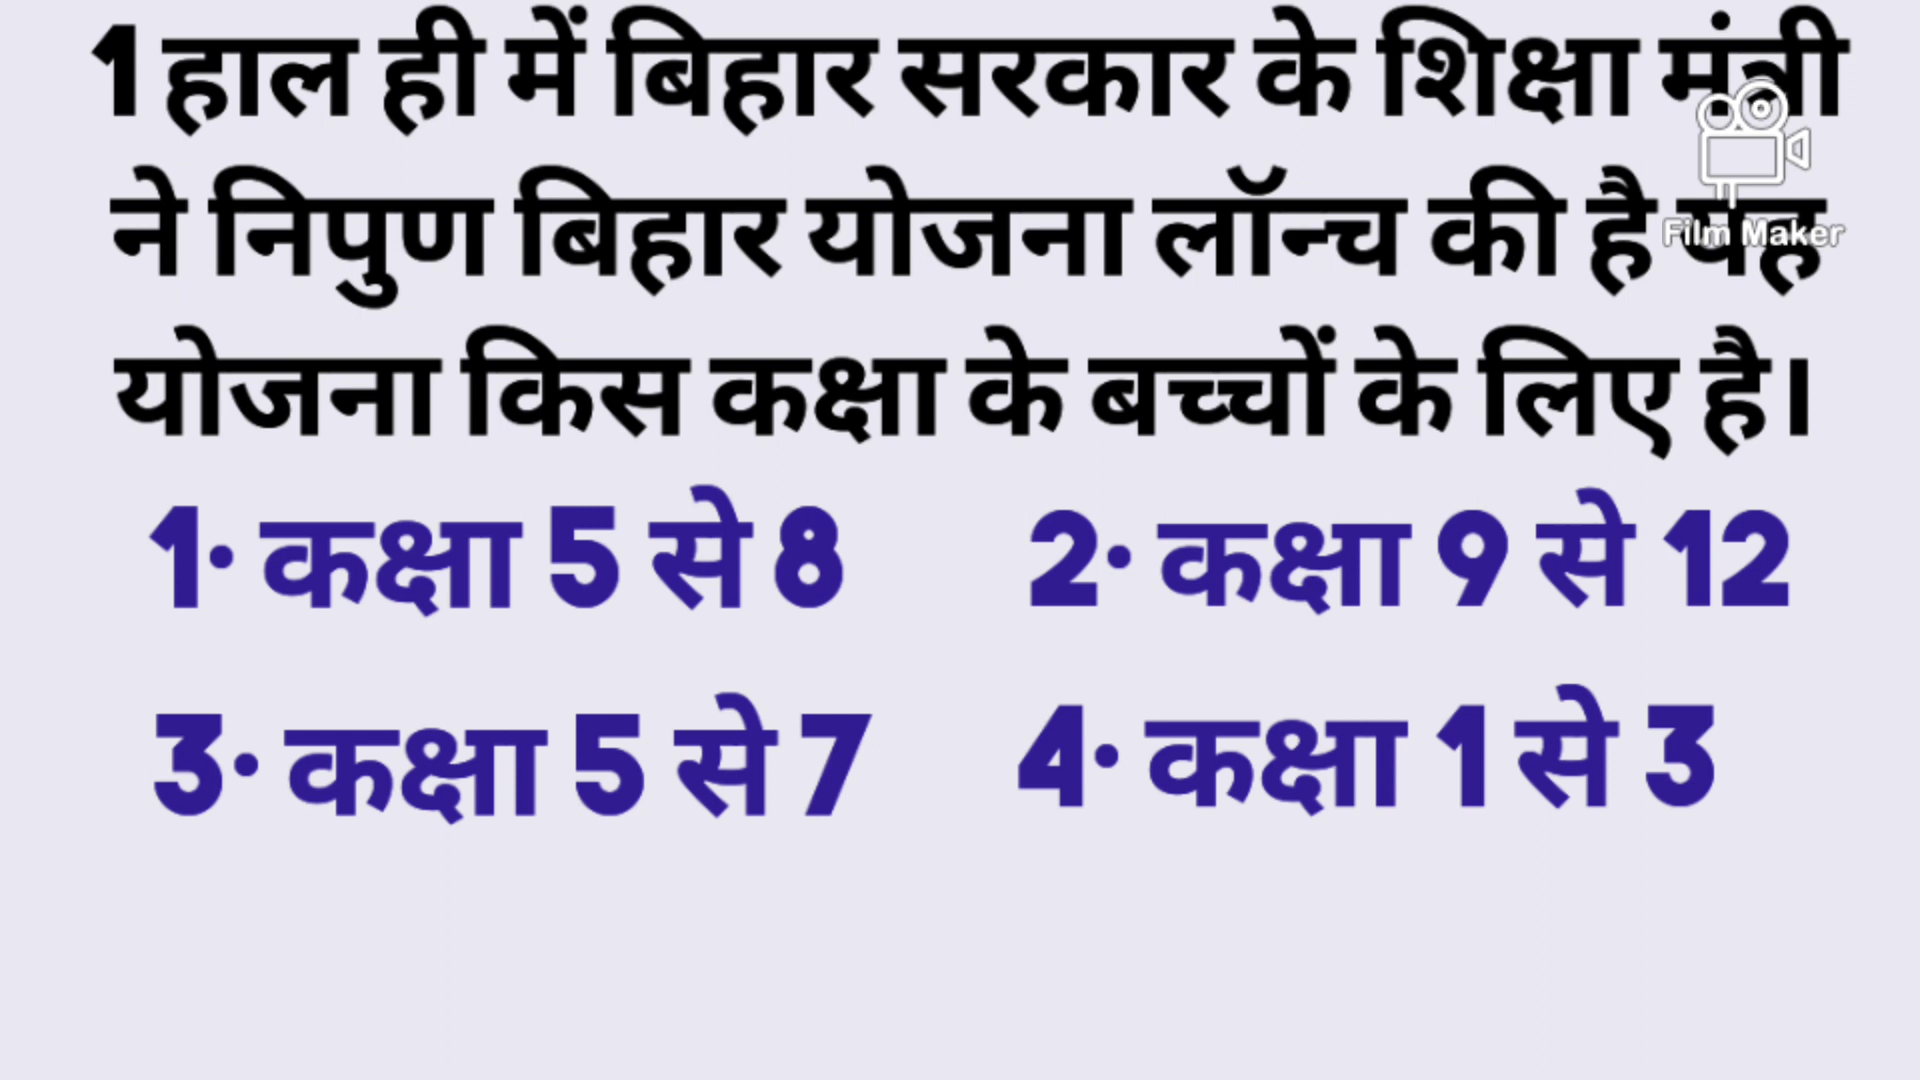 1 हाल ही में बिहार सरकार के शिक्षा मंत्री
ने निपुण बिहार योजना लॉन्च की है यह
Film Maker
योजना किस कक्षा के बच्चों के लिए है।
1. कक्षा 5 से 8 2. कक्षा 9 से 12
3. कक्षा 5 से 7 4. कक्षा 1 से 3